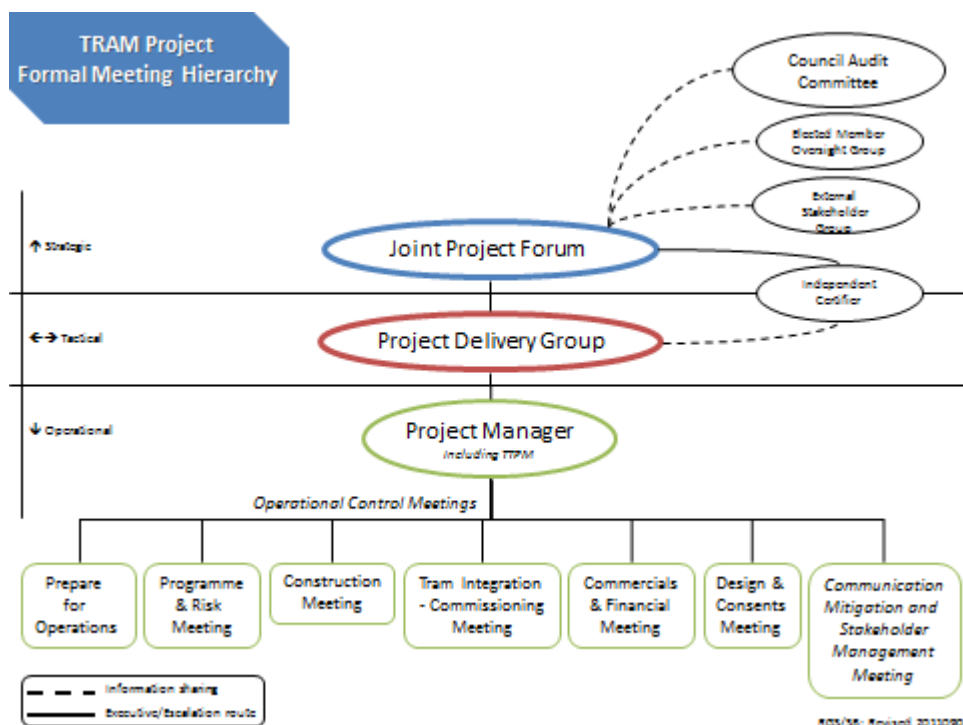 TRAM Project
Formal Meeting Hierarchy
Council Audit
Committee
Elected Member
Oversight Group
External
Stakeholder
Group
↑ Strategic
Joint Project Forum
Independent
Certifier
←→ Tactical
Project Delivery Group
↓ Operational
Project Manager
Including TTPM
Operational Control Meetings
Prepare
for
Operations
Programme
& Risk
Meeting
Construction
Meeting
Tram Integration
- Commissioning
Meeting
Commercials
& Financial
Meeting
Design &
Consents
Meeting
Communication
Mitigation and
Stakeholder
Management
Meeting
Information sharing
Executive/Escalation route
Revised